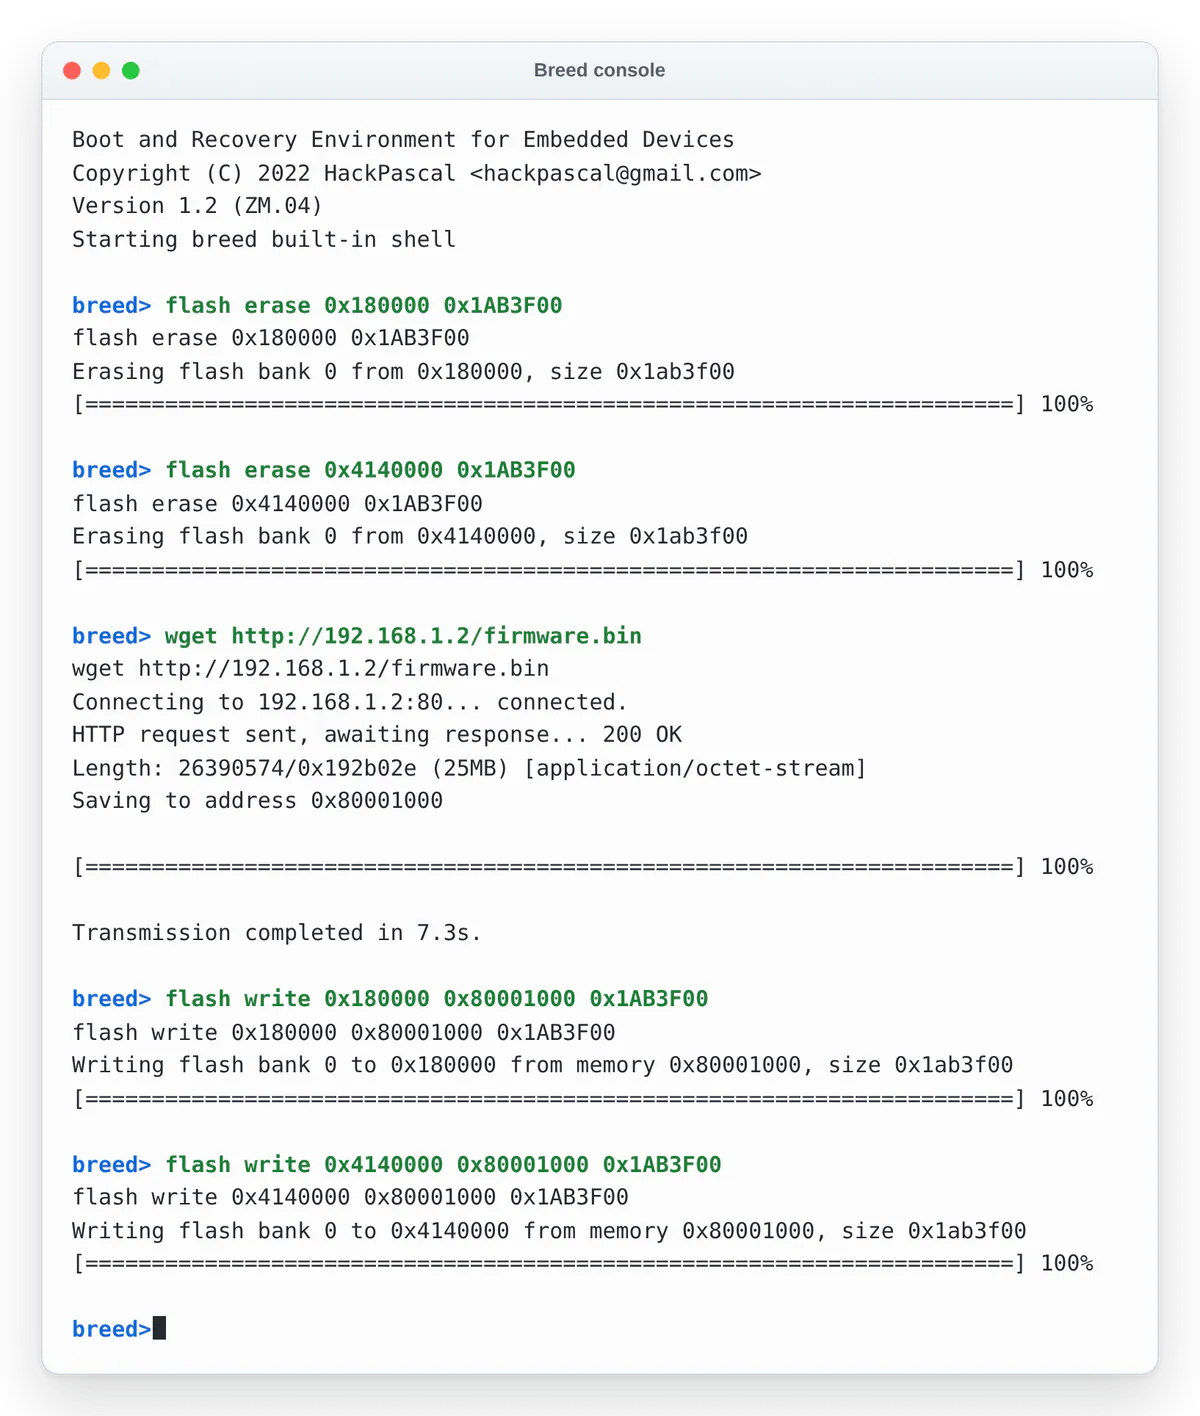 Breed console
Boot and Recovery Environment for Embedded Devices
Copyright (C) 2022 HackPascal <hackpascal@gmail.com>
Version 1.2 (ZM.04)
Starting breed built-in shell
breed> flash erase 0x180000 0x1AB3F00
flash erase 0x180000 0x1AB3F00
Erasing flash bank 0 from 0x180000, size 0x1ab3f00
[======================================================================] 100%
breed> flash erase 0x4140000 0x1AB3F00
flash erase 0x4140000 0x1AB3F00
Erasing flash bank 0 from 0x4140000, size 0x1ab3f00
[======================================================================] 100%
breed> wget http://192.168.1.2/firmware.bin
wget http://192.168.1.2/firmware.bin
Connecting to 192.168.1.2:80... connected.
HTTP request sent, awaiting response... 200 OK
Length: 26390574/0x192b02e (25MB) [application/octet-stream]
Saving to address 0x80001000
[======================================================================] 100%
Transmission completed in 7.3s.
breed> flash write 0x180000 0x80001000 0x1AB3F00
flash write 0x180000 0x80001000 0x1AB3F00
Writing flash bank 0 to 0x180000 from memory 0x80001000, size 0x1ab3f00
[======================================================================] 100%
breed> flash write 0x4140000 0x80001000 0x1AB3F00
flash write 0x4140000 0x80001000 0x1AB3F00
Writing flash bank 0 to 0x4140000 from memory 0x80001000, size 0x1ab3f00
[======================================================================] 100%
breed>